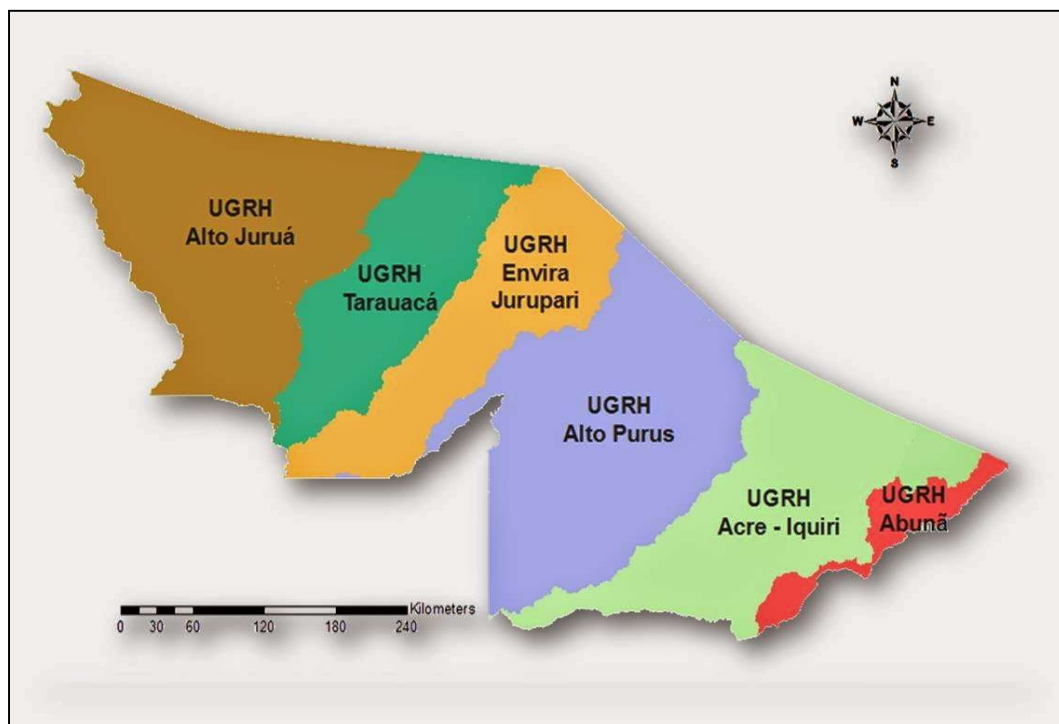 N
W E
S
UGRH
Alto Juruá
UGRH
Tarauacá
UGRH
Envira
Jurupari
UGRH
Alto Purus
UGRH
Acre - Iquiri
UGRH
Abunã
Kilometers
0 30 60 120 180 240